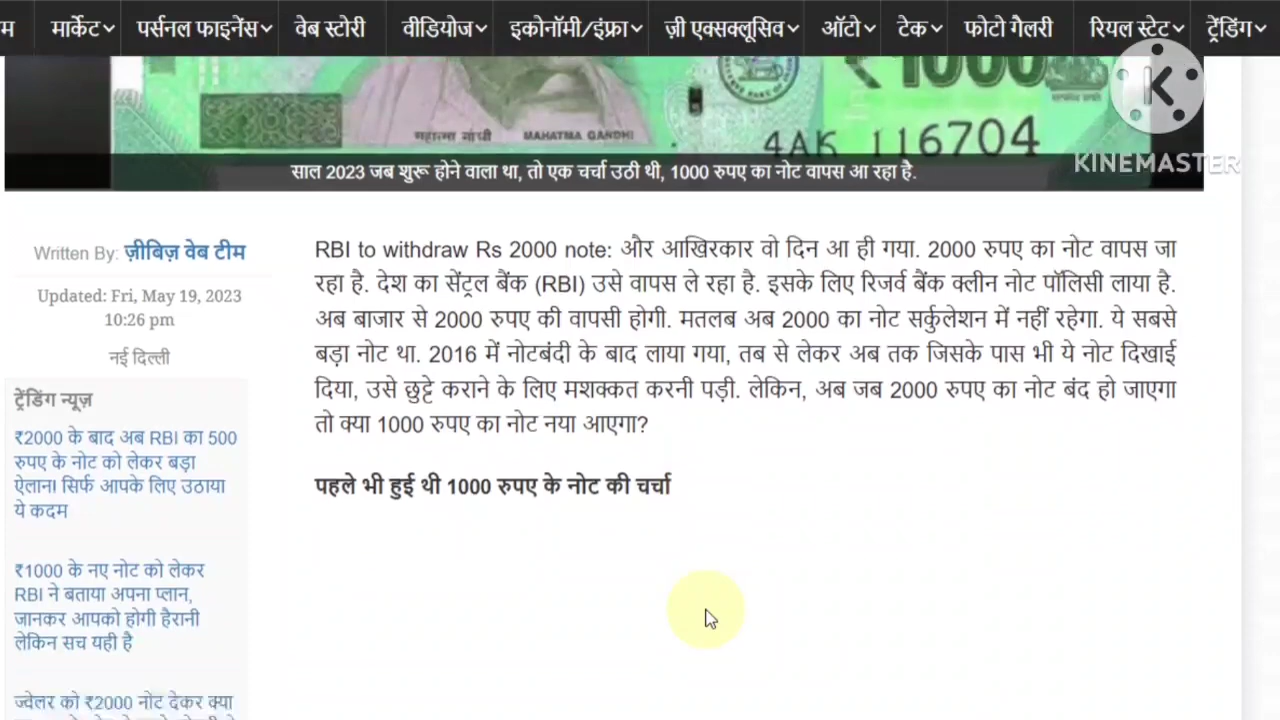 म मार्केट पर्सनल फाइनेंस वेब स्टोरी वीडियोज इकोनॉमी/इंफ्रा ज़ी एक्सक्लूसिव ऑटो टेक फोटो गैलरी रियल स्टेट ट्रेंडिंग
₹1000
महात्मा गांधी MAHATMA GANDHI
4AK 116704
KINEMASTER
साल 2023 जब शुरू होने वाला था, तो एक चर्चा उठी थी, 1000 रुपए का नोट वापस आ रहा है.
Written By: ज़ीबिज़ वेब टीम
Updated: Fri, May 19, 2023
10:26 pm
नई दिल्ली
ट्रेंडिंग न्यूज़
₹2000 के बाद अब RBI का 500
रुपए के नोट को लेकर बड़ा
ऐलान! सिर्फ आपके लिए उठाया
ये कदम
₹1000 के नए नोट को लेकर
RBI ने बताया अपना प्लान,
जानकर आपको होगी हैरानी
लेकिन सच यही है
ज्वेलर को ₹2000 नोट देकर क्या
RBI to withdraw Rs 2000 note: और आखिरकार वो दिन आ ही गया. 2000 रुपए का नोट वापस जा
रहा है. देश का सेंट्रल बैंक (RBI) उसे वापस ले रहा है. इसके लिए रिजर्व बैंक क्लीन नोट पॉलिसी लाया है.
अब बाजार से 2000 रुपए की वापसी होगी. मतलब अब 2000 का नोट सर्कुलेशन में नहीं रहेगा. ये सबसे
बड़ा नोट था. 2016 में नोटबंदी के बाद लाया गया, तब से लेकर अब तक जिसके पास भी ये नोट दिखाई
दिया, उसे छुट्टे कराने के लिए मशक्कत करनी पड़ी. लेकिन, अब जब 2000 रुपए का नोट बंद हो जाएगा
तो क्या 1000 रुपए का नोट नया आएगा?
पहले भी हुई थी 1000 रुपए के नोट की चर्चा